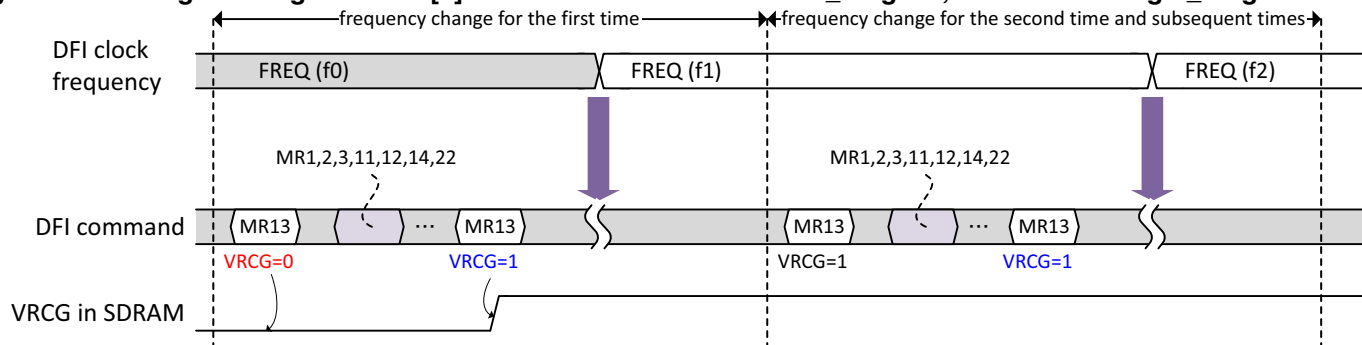 frequency change for the first time
frequency change for the second time and subsequent times
DFI clock
frequency
FREQ (f0)
FREQ (f1)
FREQ (f2)
MR1,2,3,11,12,14,22
MR1,2,3,11,12,14,22
DFI command
MR13
...
MR13
MR13
...
MR13
VRCG=0
VRCG=1
VRCG=1
VRCG=1
VRCG in SDRAM